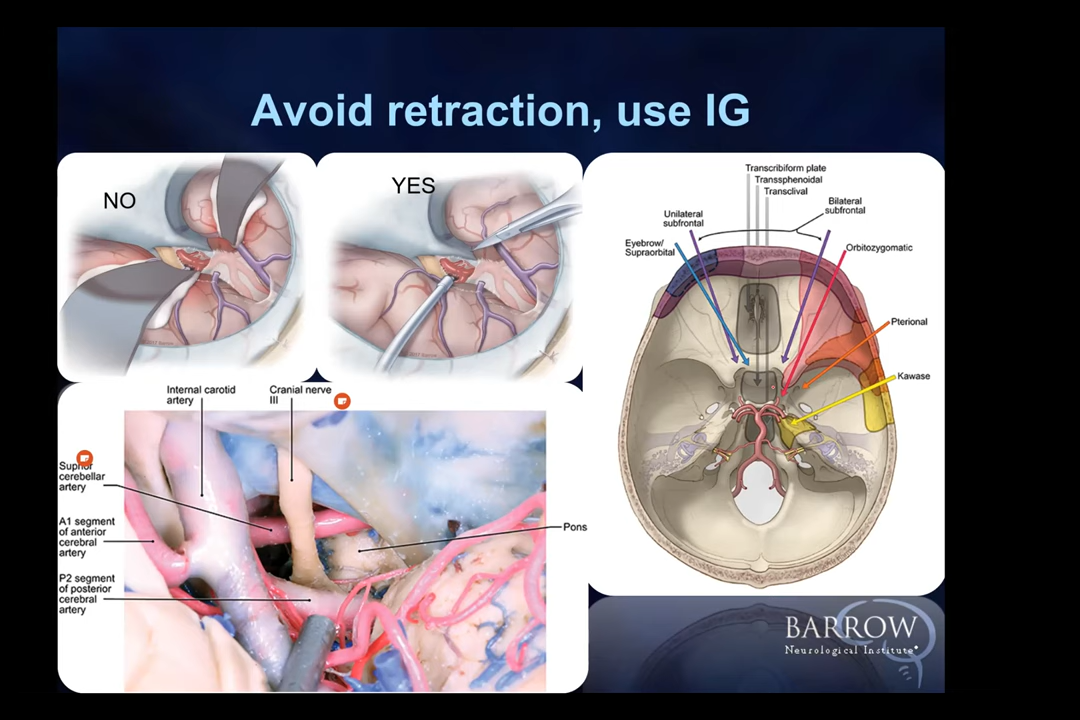 Avoid retraction, use IG
NO
YES
Transcribiform plate
Transsphenoidal
Transclival
Bilateral
subfrontal
Unilateral
subfrontal
Eyebrow/
Supraorbital
Orbitozygomatic
Pterional
Kawase
Internal carotid
artery
Cranial nerve
III
cerebellar
artery
A1 segment
of anterior
cerebral
artery
P2 segment
of posterior
cerebral
artery
Pons
BARROW
Neurological Institute